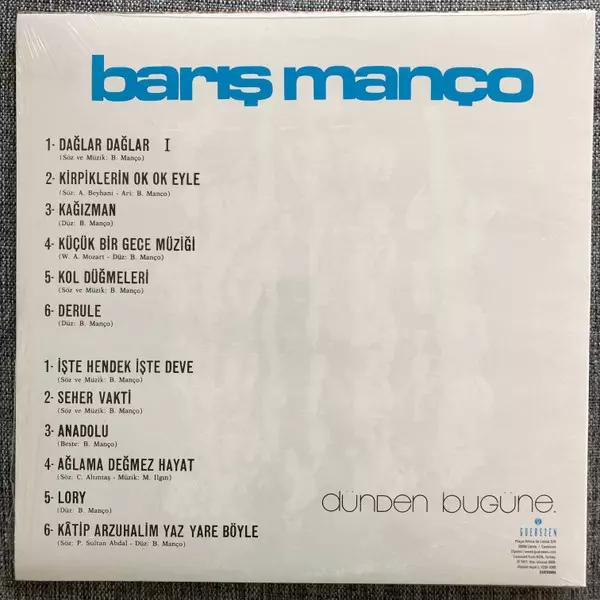 barış manço
1- DAĞLAR DAĞLAR I
(Söz ve Müzik: B. Manço)
2- KİRPİKLERİN OK OK EYLE
(Söz: A. Beyhani - Ari: B. Manco)
3- KAĞIZMAN
(Düz: B. Manço)
4- KÜÇÜK BİR GECE MÜZİĞİ
(W. A. Mozart - Düz: B. Manço)
5- KOL DÜĞMELERİ
(Söz ve Müzik: B. Manço)
6- DERULE
(Düz: B. Manço)
1- İŞTE HENDEK İŞTE DEVE
(Söz ve Müzik: B. Manço)
2- SEHER VAKTİ
(Söz ve Müzik: B. Manço)
3- ANADOLU
(Beste: B. Manço)
4- AĞLAMA DEĞMEZ HAYAT
(Söz: C. Altıntaş - Müzik: M. Ilgın)
5- LORY
(Düz: B. Manço)
6- KÂTİP ARZUHALİM YAZ YARE BÖYLE
(Söz: P. Sultan Abdal - Düz: B. Manço)
dünden bugüne.
GUERSSEN